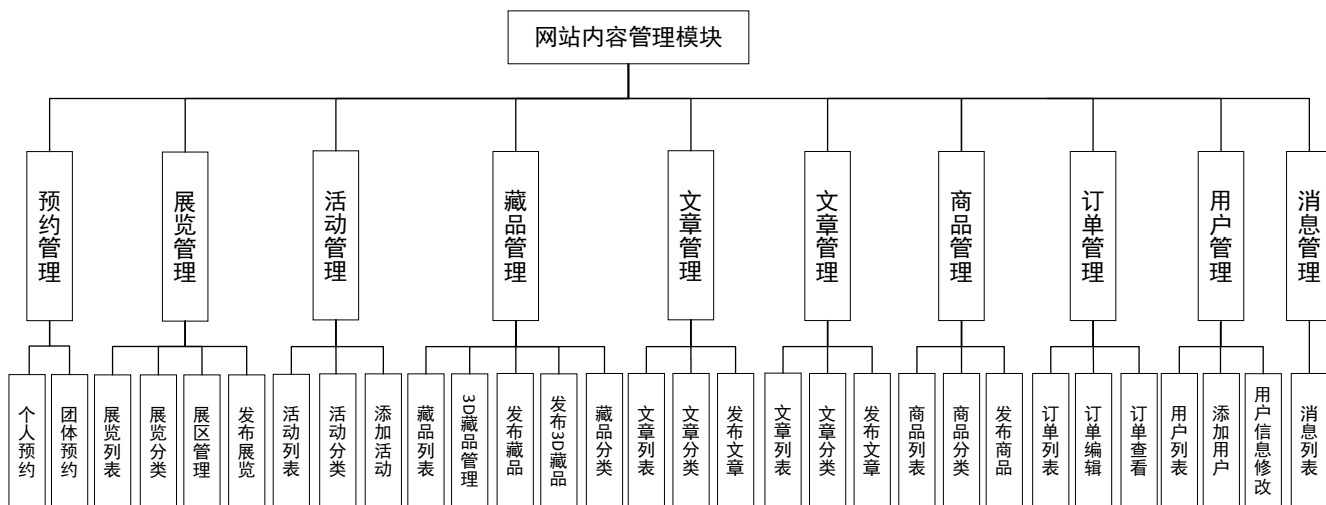 网站内容管理模块
预约管理
展览管理
活动管理
藏品管理
文章管理
文章管理
商品管理
订单管理
用户管理
消息管理
个人预约
团体预约
展览列表
展览分类
展区管理
发布展览
活动列表
活动分类
添加活动
藏品列表
3D藏品管理
发布藏品
发布3D藏品
藏品分类
文章列表
文章分类
发布文章
文章列表
文章分类
发布文章
商品列表
商品分类
发布商品
订单列表
订单编辑
订单查看
用户列表
添加用户
用户信息修改
消息列表